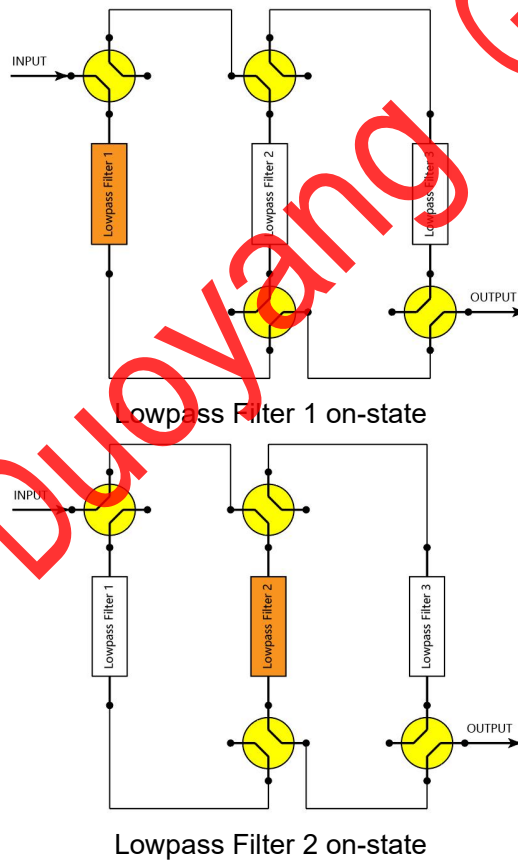 INPUT
Lowpass Filter 1
Lowpass Filter 2
Lowpass Filter 3
OUTPUT
Lowpass Filter 1 on-state
INPUT
Lowpass Filter 1
Lowpass Filter 2
Lowpass Filter 3
OUTPUT
Lowpass Filter 2 on-state
Duoyang